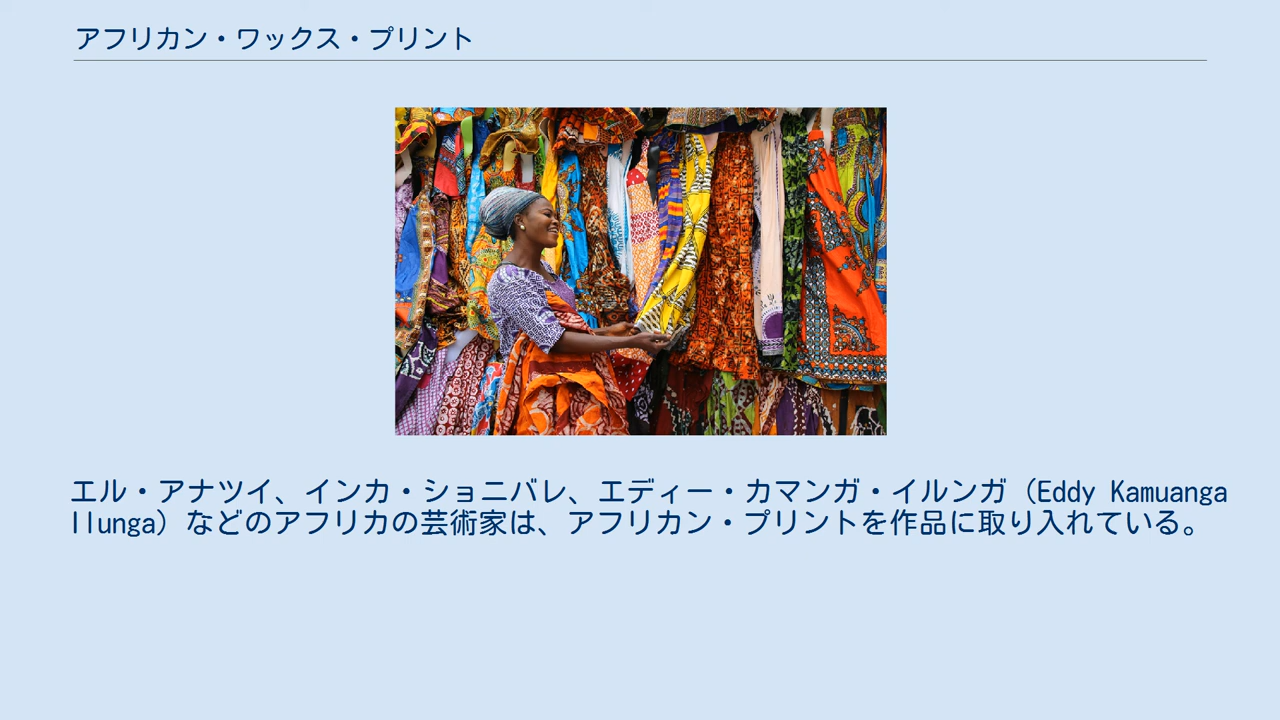 アフリカン・ワックス・プリント
エル・アナツイ、インカ・ショニバレ、エディー・カマンガ・イルンガ（Eddy Kamuanga
Ilunga）などのアフリカの芸術家は、アフリカン・プリントを作品に取り入れている。